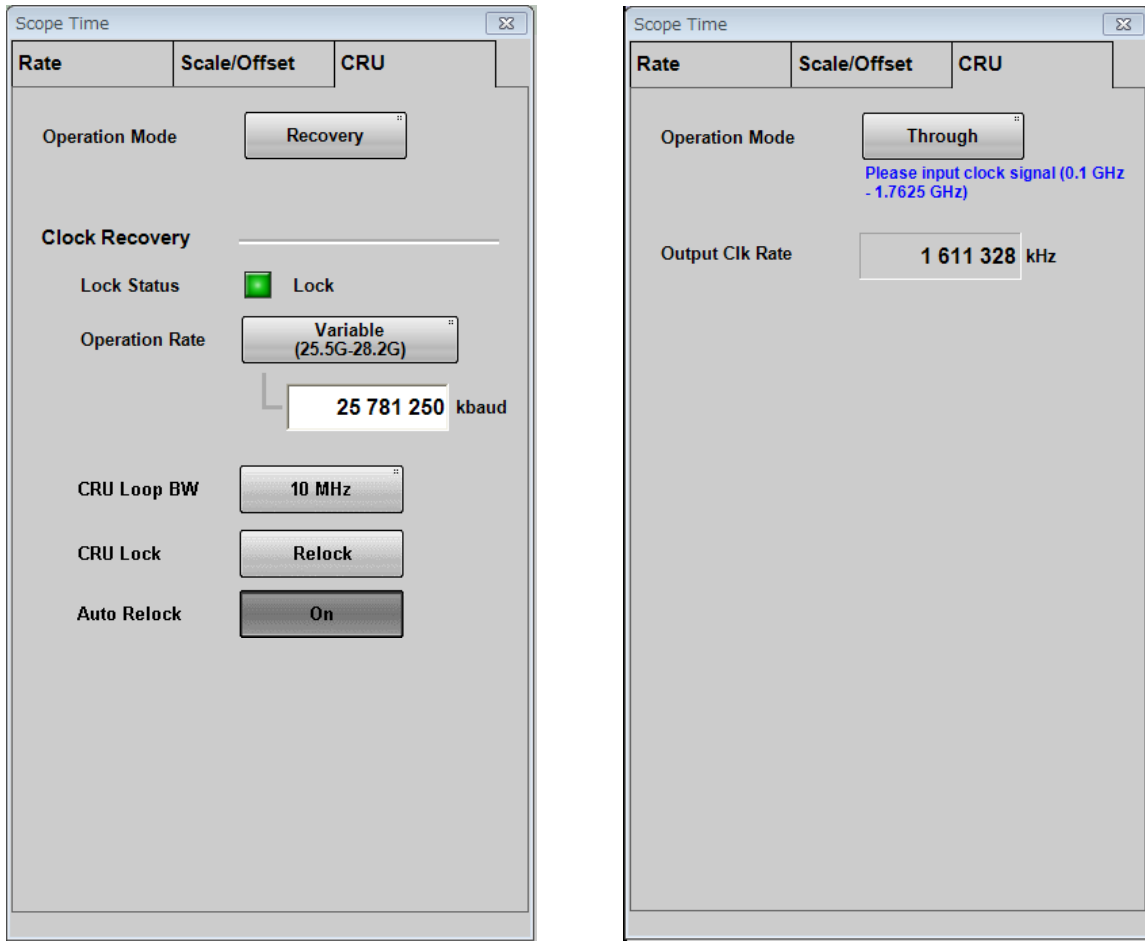 Scope Time
Rate Scale/Offset CRU
Operation Mode Recovery
Clock Recovery
Lock Status Lock
Operation Rate Variable
(25.5G-28.2G)
25 781 250 kbaud
CRU Loop BW 10 MHz
CRU Lock Relock
Auto Relock On
Scope Time
Rate Scale/Offset CRU
Operation Mode Through
Please input clock signal (0.1 GHz
- 1.7625 GHz)
Output Clk Rate 1 611 328 kHz